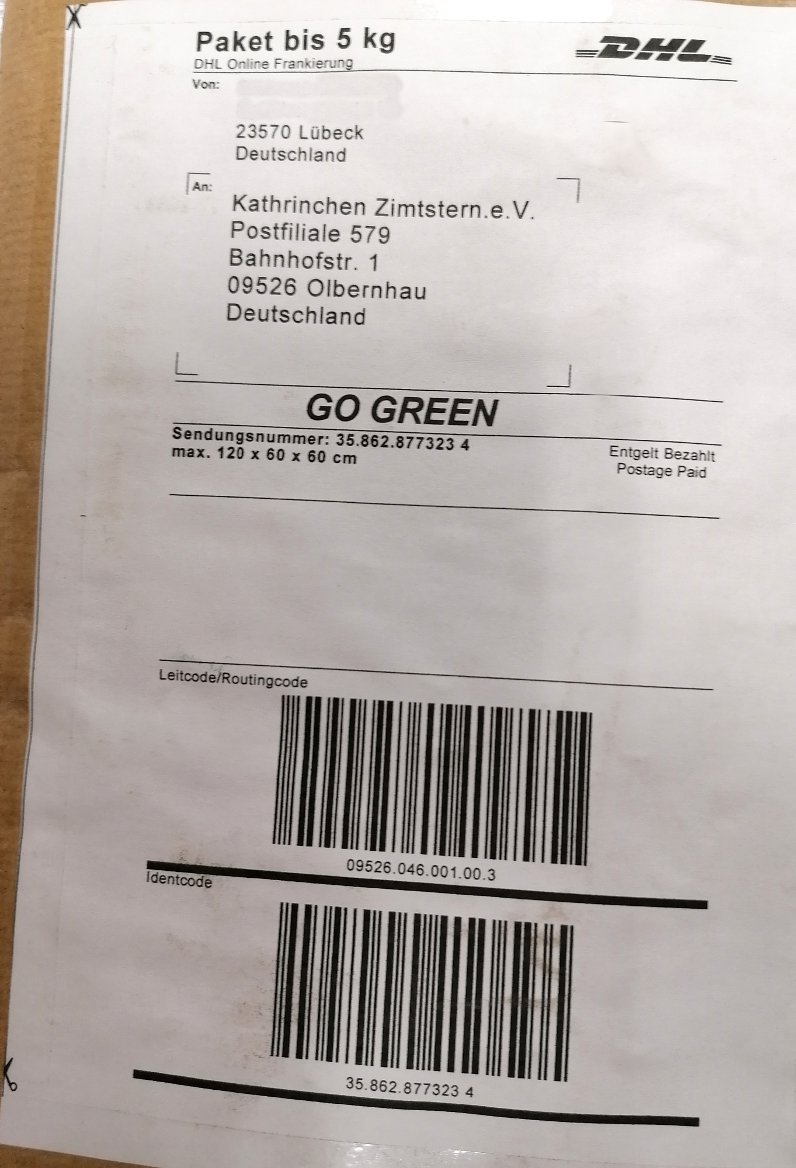 Paket bis 5 kg
DHL
DHL Online Frankierung
Von:
23570 Lübeck
Deutschland
An:
Kathrinchen Zimtstern.e.V.
Postfiliale 579
Bahnhofstr. 1
09526 Olbernhau
Deutschland
GO GREEN
Sendungsnummer: 35.862.877323 4
max. 120 x 60 x 60 cm
Entgelt Bezahlt
Postage Paid
Leitcode/Routingcode
09526.046.001.00.3
Identcode
35.862.877323 4